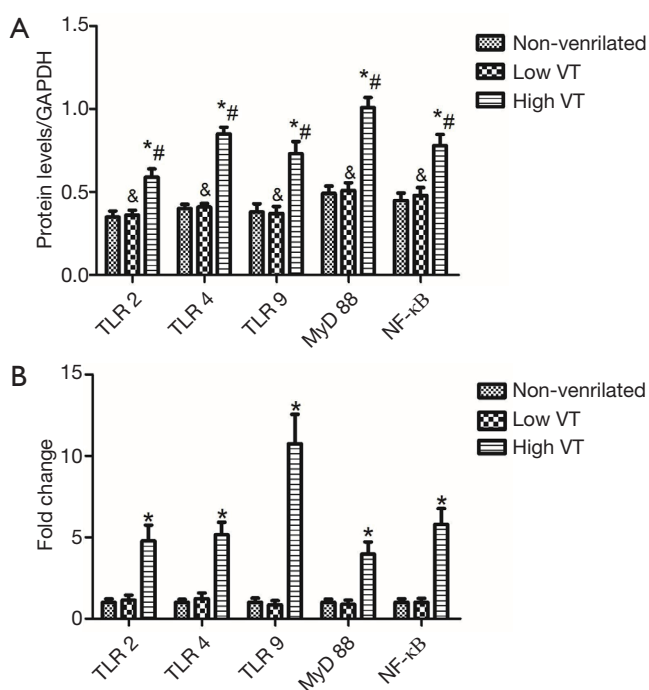 A
Protein levels/GAPDH
1.5
1.0
0.5
0.0
*# *# *# *# *#
& & & & &
TLR 2 TLR 4 TLR 9 MyD 88 NF-κB
Non-venrilated
Low VT
High VT
B
Fold change
15
10
5
0
* * * * *
TLR 2 TLR 4 TLR 9 MyD 88 NF-κB
Non-venrilated
Low VT
High VT